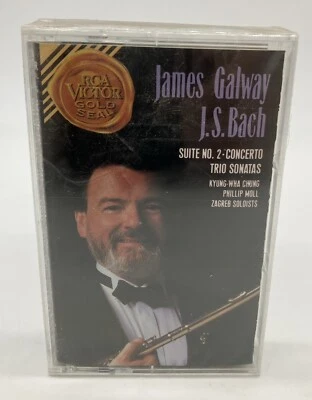 RCA
VICTOR
GOLD
SEAL
James Galway
J.S. Bach
SUITE NO. 2 · CONCERTO
TRIO SONATAS
KYUNG-WHA CHUNG
PHILLIP MOLL
ZAGREB SOLOISTS